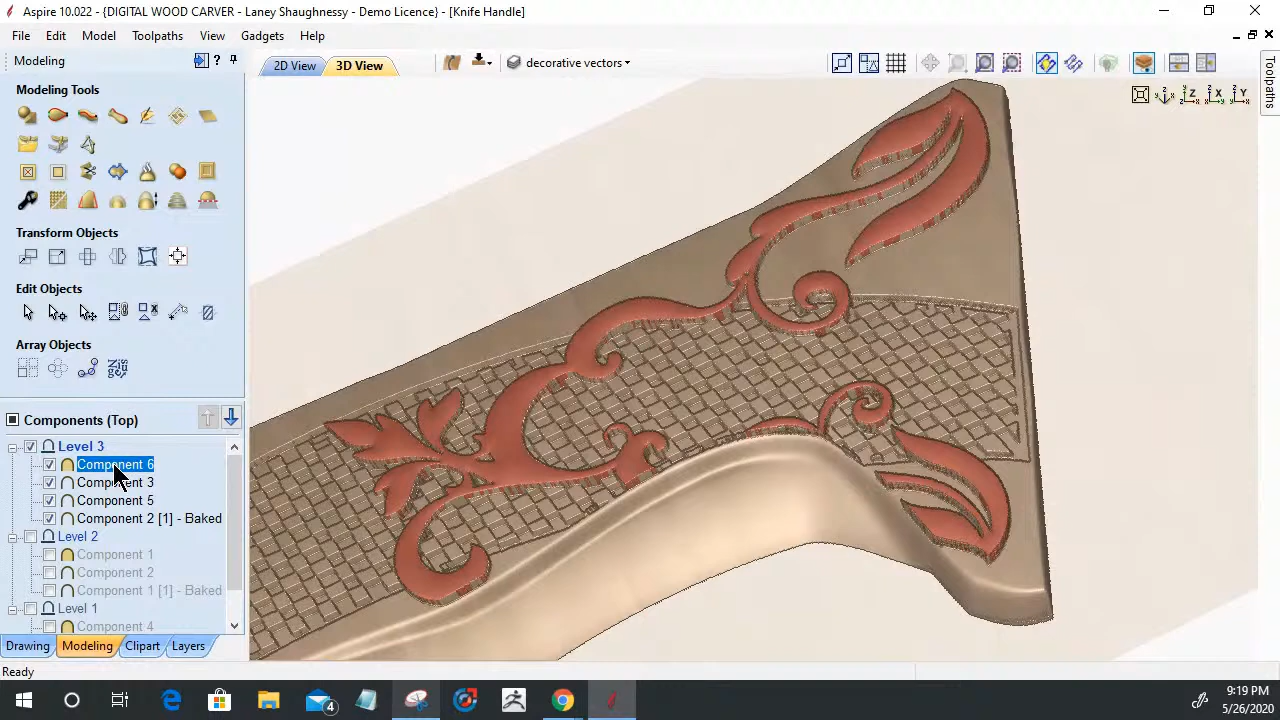 Aspire 10.022 - {DIGITAL WOOD CARVER - Laney Shaughnessy - Demo Licence} - [Knife Handle]
File Edit Model Toolpaths View Gadgets Help
Modeling
2D View
3D View
decorative vectors
Toolpaths
Modeling Tools
Z
X
Y
Transform Objects
Edit Objects
Array Objects
Components (Top)
Level 3
Component 6
Component 3
Component 5
Component 2 [1] - Baked
Level 2
Component 1
Component 2
Component 1 [1] - Baked
Level 1
Component 4
Drawing Modeling Clipart Layers
Ready
4
9:19 PM
5/26/2020